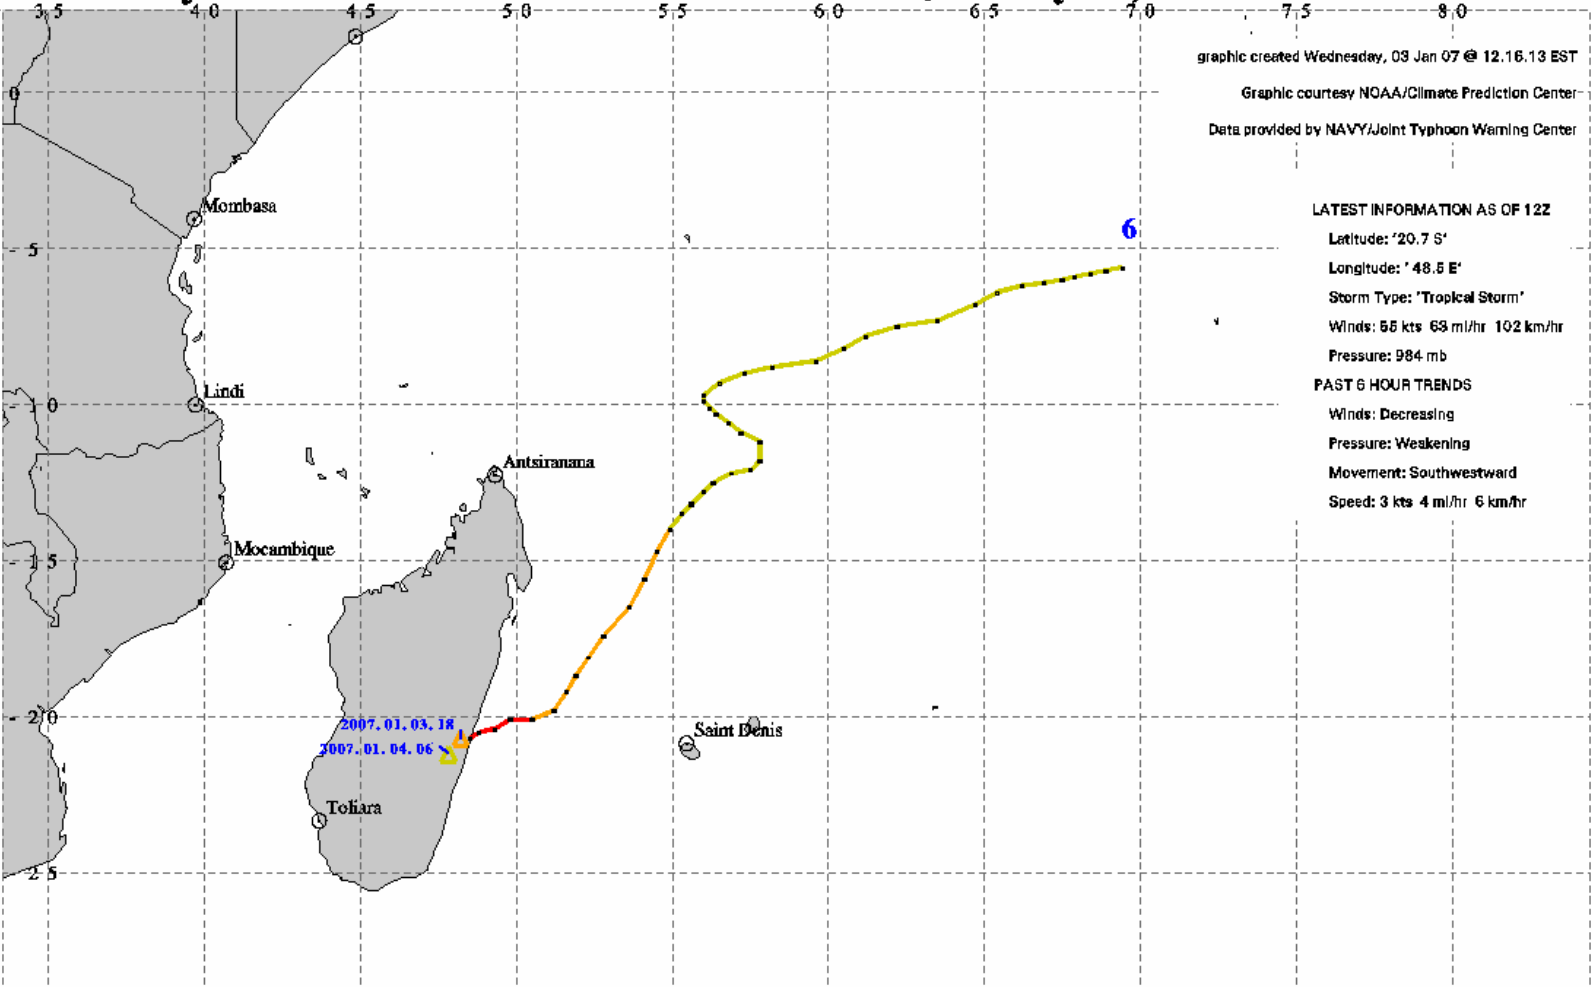 35 40 45 50 55 60 65 70 75 80
graphic created Wednesday, 03 Jan 07 @ 12.16.13 EST
0
Graphic courtesy NOAA/Climate Prediction Center
Data provided by NAVY/Joint Typhoon Warning Center
Mombasa
LATEST INFORMATION AS OF 12Z
6
- 5
Latitude: '20.7 S'
Longitude: ' 48.5 E'
Storm Type: 'Tropical Storm'
Winds: 55 kts 63 mi/hr 102 km/hr
Pressure: 984 mb
PAST 6 HOUR TRENDS
Lindi
- 10
Winds: Decreasing
Pressure: Weakening
Antsiranana
Movement: Southwestward
Speed: 3 kts 4 mi/hr 6 km/hr
Mocambique
- 15
- 20
2007.01.03.18
Saint Denis
2007.01.04.06
Toliara
- 25